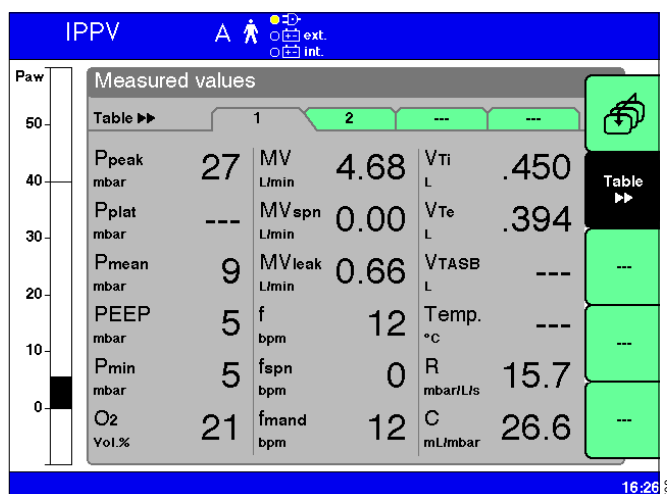 IPPV A ext.
int.
Paw Measured values
Table ▶▶ 1 2 --- ---
50
40
30
20
10
0
Ppeak mbar 27 MV L/min 4.68 VTi L .450
Pplat mbar --- MVspn L/min 0.00 VTe L .394
Pmean mbar 9 MVleak L/min 0.66 VTASB L ---
PEEP mbar 5 f bpm 12 Temp. °C ---
Pmin mbar 5 fspn bpm 0 R mbar/L/s 15.7
O2 Vol.% 21 fmand bpm 12 C mL/mbar 26.6
Table
▶▶
---
---
---
16:26